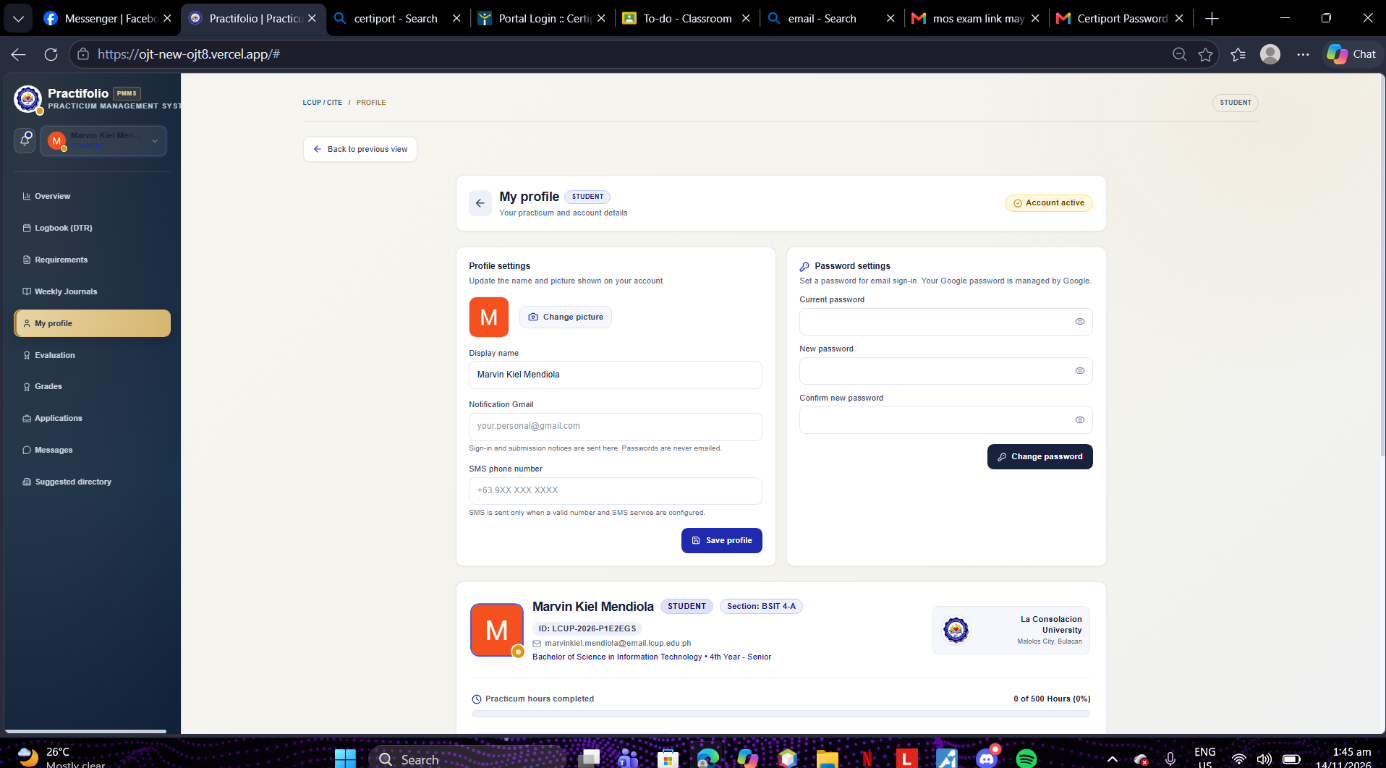 Messenger | Faceb
Practifolio | Practicu
certiport - Search
Portal Login :: Certip
To-do - Classroom
email - Search
mos exam link may
Certiport Password
https://ojt-new-ojt8.vercel.app/#
Chat
Practifolio PMMS
PRACTICUM MANAGEMENT SYST
M
Marvin Kiel Men...
Overview
Logbook (DTR)
Requirements
Weekly Journals
My profile
Evaluation
Grades
Applications
Messages
Suggested directory
LCUP / CITE / PROFILE
STUDENT
Back to previous view
My profile STUDENT
Your practicum and account details
Account active
Profile settings
Update the name and picture shown on your account.
M
Change picture
Display name
Marvin Kiel Mendiola
Notification Gmail
your.personal@gmail.com
Sign-in and submission notices are sent here. Passwords are never emailed.
SMS phone number
+63 9XX XXX XXXX
SMS is sent only when a valid number and SMS service are configured.
Save profile
Password settings
Set a password for email sign-in. Your Google password is managed by Google.
Current password
New password
Confirm new password
Change password
M
Marvin Kiel Mendiola STUDENT Section: BSIT 4-A
ID: LCUP-2026-P1E2EGS
marvinkiel.mendiola@email.lcup.edu.ph
Bachelor of Science in Information Technology • 4th Year - Senior
La Consolacion
University
Malolos City, Bulacan
Practicum hours completed
0 of 500 Hours (0%)
26°C
Mostly clear
Search
ENG
US
1:45 am
14/11/2026